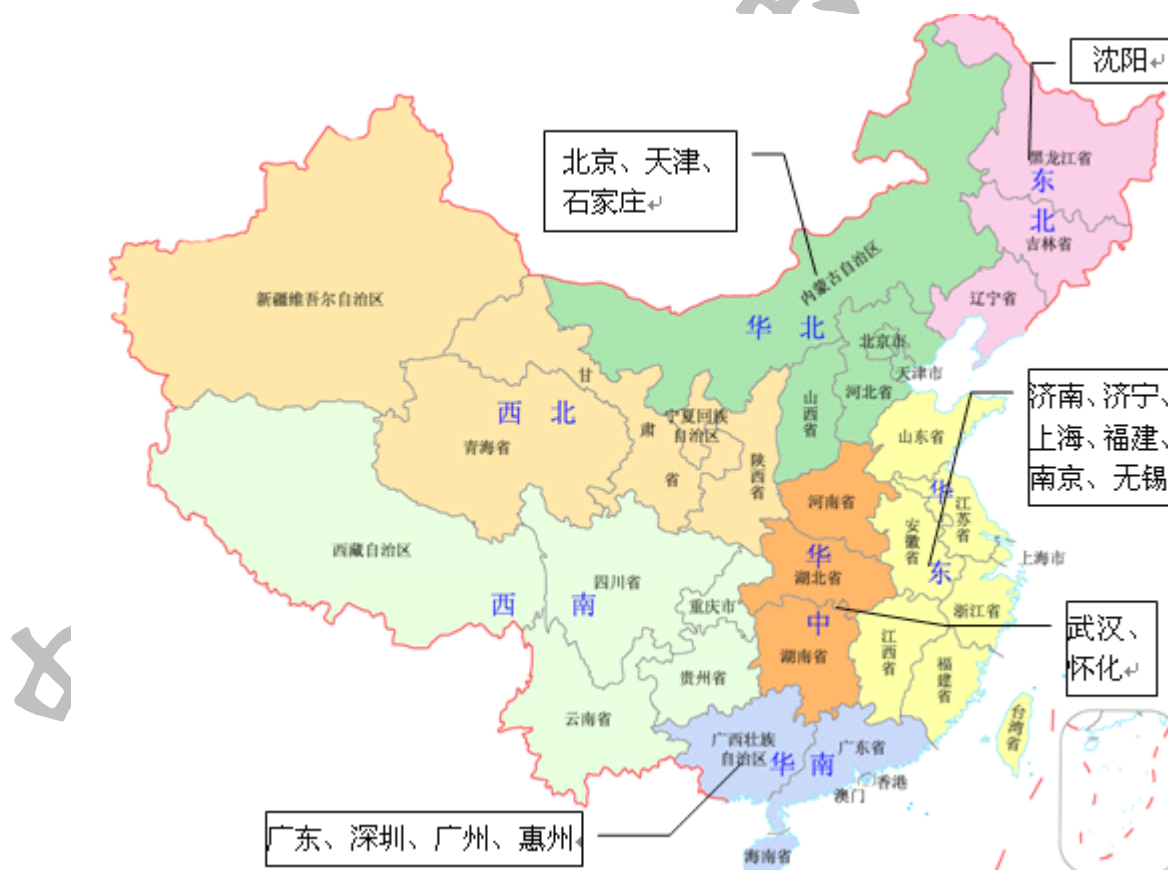 沈阳
北京、天津、
石家庄
黑龙江省
东
北
吉林省
辽宁省
内蒙古自治区
新疆维吾尔自治区
华 北
北京市
天津市
河北省
山西省
甘
肃
省
宁夏回族
自治区
西 北
青海省
陕西省
济南、济宁、
上海、福建、
南京、无锡
山东省
河南省
华
东
江苏省
安徽省
上海市
西藏自治区
四川省
华
中
湖北省
西 南
重庆市
浙江省
武汉、
怀化
湖南省
江西省
福建省
贵州省
云南省
台湾省
广西壮族
自治区
华 南
广东省
香港
澳门
广东、深圳、广州、惠州
海南省